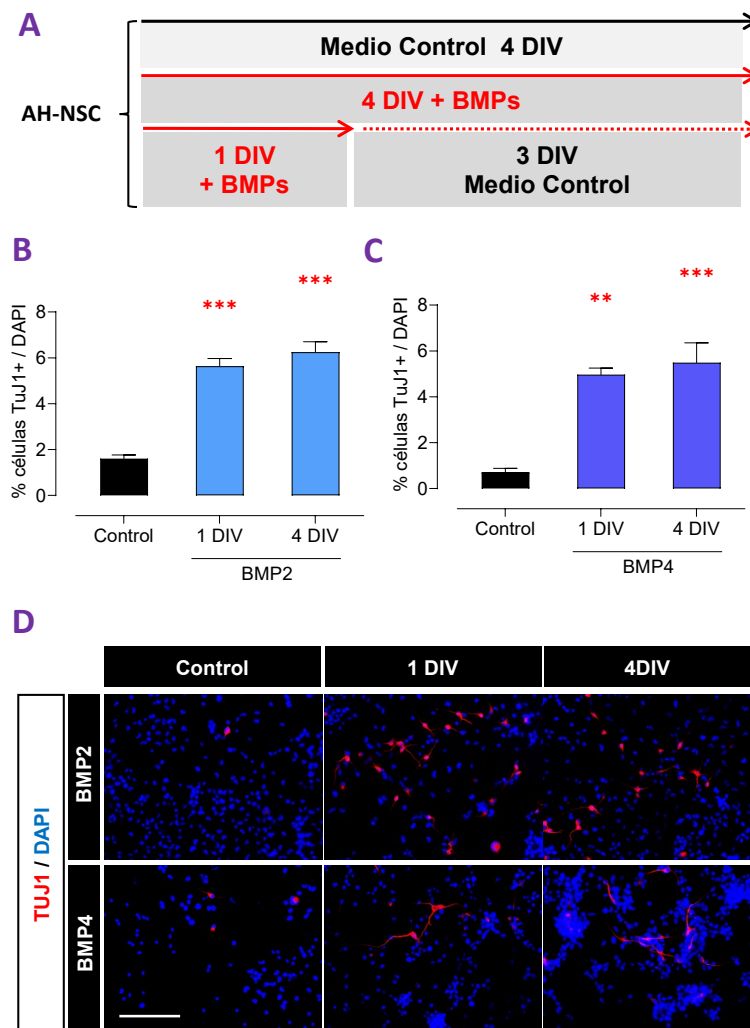 A
Medio Control 4 DIV
4 DIV + BMPs
AH-NSC
1 DIV
+ BMPs
3 DIV
Medio Control
B
% células TuJ1+ / DAPI
8
6
4
2
0
***
***
Control
1 DIV
4 DIV
BMP2
C
% células TuJ1+ / DAPI
8
6
4
2
0
**
***
Control
1 DIV
4 DIV
BMP4
D
Control
1 DIV
4DIV
TUJ1 / DAPI
BMP2
BMP4